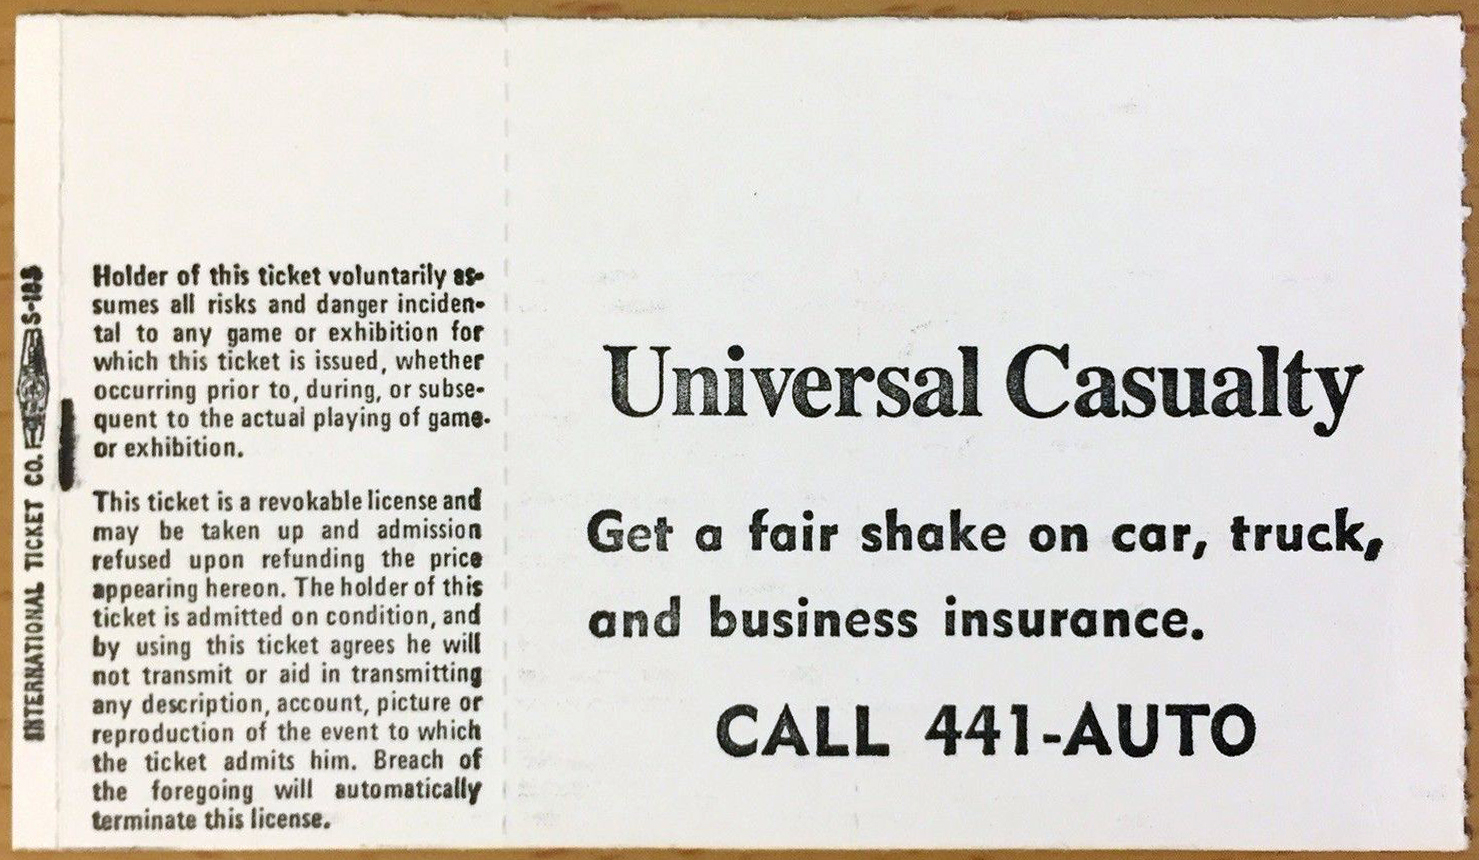 INTERNATIONAL TICKET CO.
S-183
Holder of this ticket voluntarily as-
sumes all risks and danger inciden-
tal to any game or exhibition for
which this ticket is issued, whether
occurring prior to, during, or subse-
quent to the actual playing of game
or exhibition.
This ticket is a revokable license and
may be taken up and admission
refused upon refunding the price
appearing hereon. The holder of this
ticket is admitted on condition, and
by using this ticket agrees he will
not transmit or aid in transmitting
any description, account, picture or
reproduction of the event to which
the ticket admits him. Breach of
the foregoing will automatically
terminate this license.
Universal Casualty
Get a fair shake on car, truck,
and business insurance.
CALL 441-AUTO